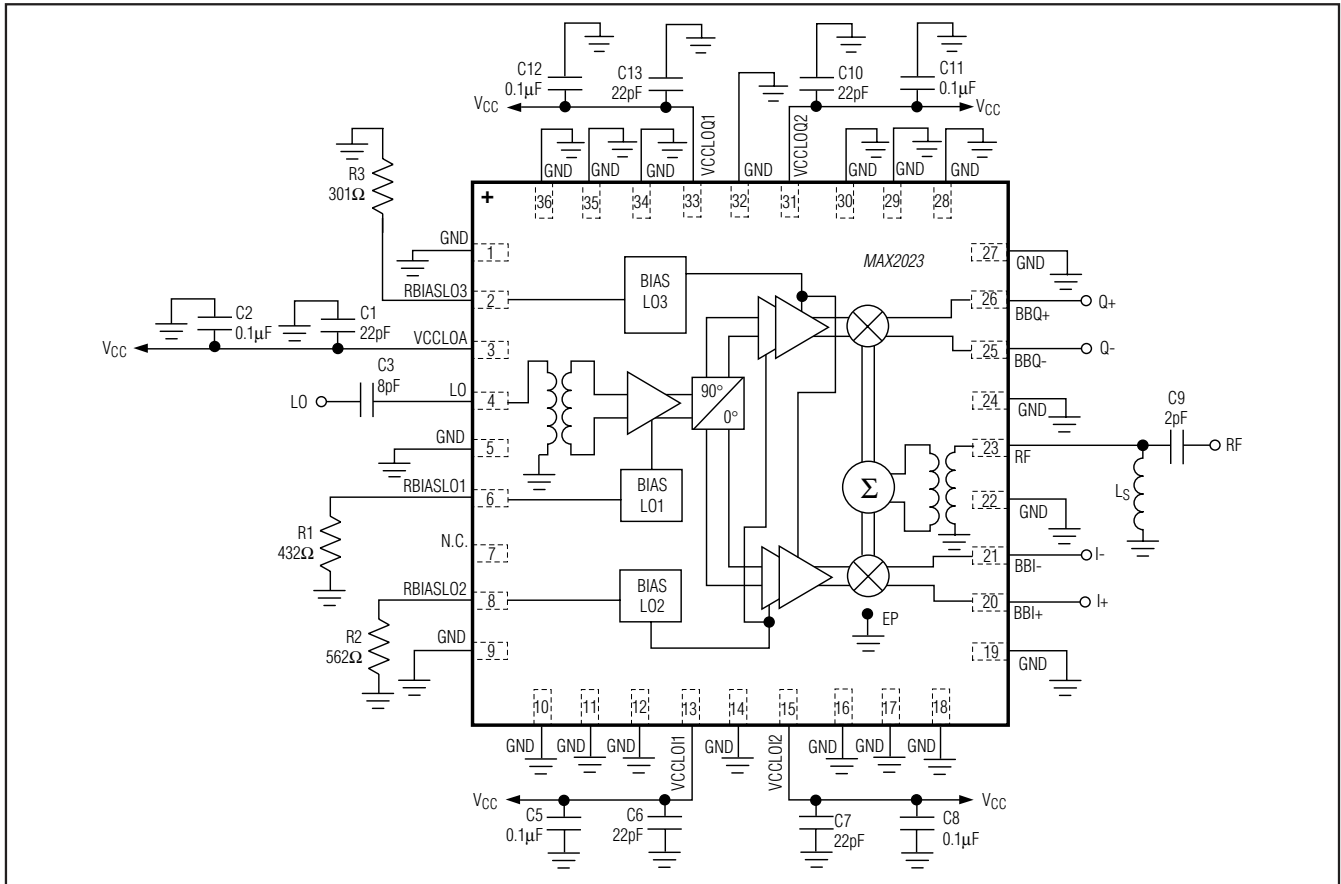 C12
0.1µF
C13
22pF
C10
22pF
C11
0.1µF
VCC
VCC
VCCLOQ1
VCCLOQ2
GND
GND
GND
GND
GND
GND
GND
R3
301Ω
+
36
35
34
33
32
31
30
29
28
GND
1
MAX2023
27
GND
RBIASLO3
2
BIAS
LO3
26
BBQ+
Q+
C2
0.1µF
C1
22pF
VCC
VCCLOA
3
25
BBQ-
Q-
C3
8pF
LO
LO
4
90°
0°
24
GND
C9
2pF
GND
5
23
RF
RF
RBIASLO1
6
BIAS
LO1
Σ
22
GND
LS
R1
432Ω
N.C.
7
21
BBI-
I-
RBIASLO2
8
BIAS
LO2
20
BBI+
I+
EP
R2
562Ω
GND
9
19
GND
10
11
12
13
14
15
16
17
18
GND
GND
GND
VCCLOI1
GND
VCCLOI2
GND
GND
GND
VCC
VCC
C5
0.1µF
C6
22pF
C7
22pF
C8
0.1µF